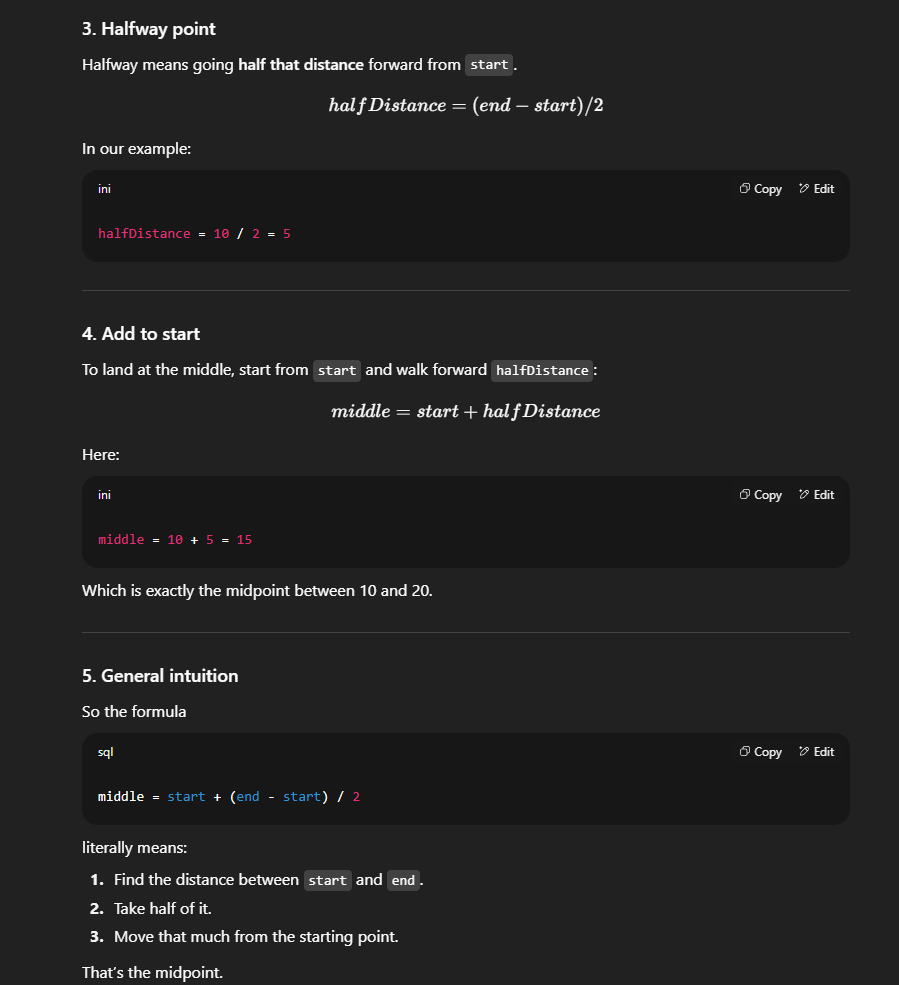 3. Halfway point
Halfway means going half that distance forward from start.
halfDistance = (end − start)/2
In our example:
ini
Copy Edit
halfDistance = 10 / 2 = 5
4. Add to start
To land at the middle, start from start and walk forward halfDistance:
middle = start + halfDistance
Here:
ini
Copy Edit
middle = 10 + 5 = 15
Which is exactly the midpoint between 10 and 20.
5. General intuition
So the formula
sql
Copy Edit
middle = start + (end - start) / 2
literally means:
1. Find the distance between start and end.
2. Take half of it.
3. Move that much from the starting point.
That's the midpoint.